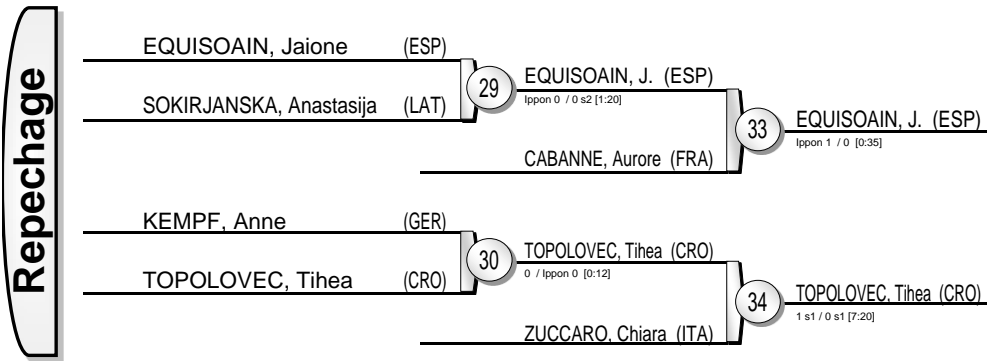 Repechage
EQUISOAIN, Jaione (ESP)
SOKIRJANSKA, Anastasija (LAT)
29
EQUISOAIN, J. (ESP)
Ippon 0 / 0 s2 [1:20]
CABANNE, Aurore (FRA)
33
EQUISOAIN, J. (ESP)
Ippon 1 / 0 [0:35]
KEMPF, Anne (GER)
TOPOLOVEC, Tihea (CRO)
30
TOPOLOVEC, Tihea (CRO)
0 / Ippon 0 [0:12]
ZUCCARO, Chiara (ITA)
34
TOPOLOVEC, Tihea (CRO)
1 s1 / 0 s1 [7:20]